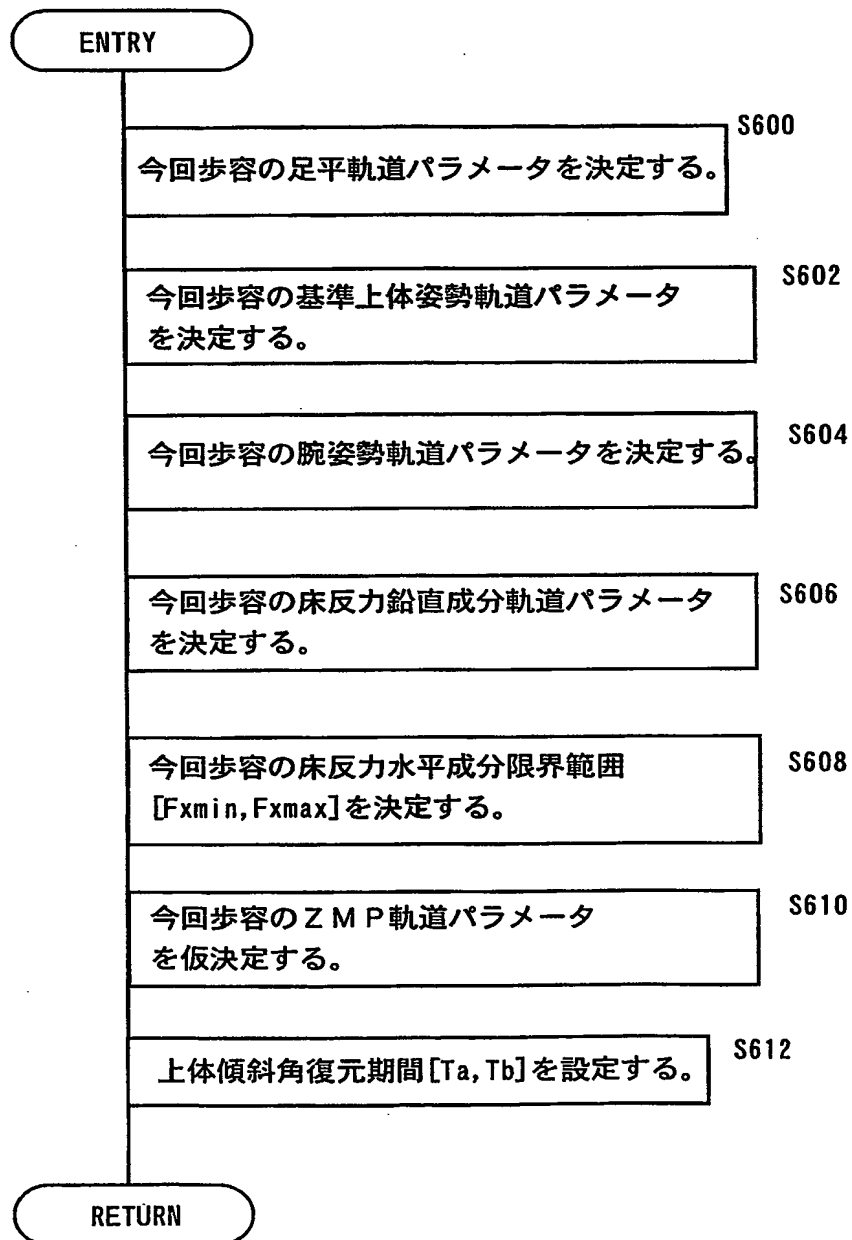 ENTRY
S600
今回歩容の足平軌道パラメータを決定する。
S602
今回歩容の基準上体姿勢軌道パラメータ
を決定する。
S604
今回歩容の腕姿勢軌道パラメータを決定する。
S606
今回歩容の床反力鉛直成分軌道パラメータ
を決定する。
S608
今回歩容の床反力水平成分限界範囲
[Fxmin,Fxmax]を決定する。
S610
今回歩容のＺＭＰ軌道パラメータ
を仮決定する。
S612
上体傾斜角復元期間[Ta,Tb]を設定する。
RETURN